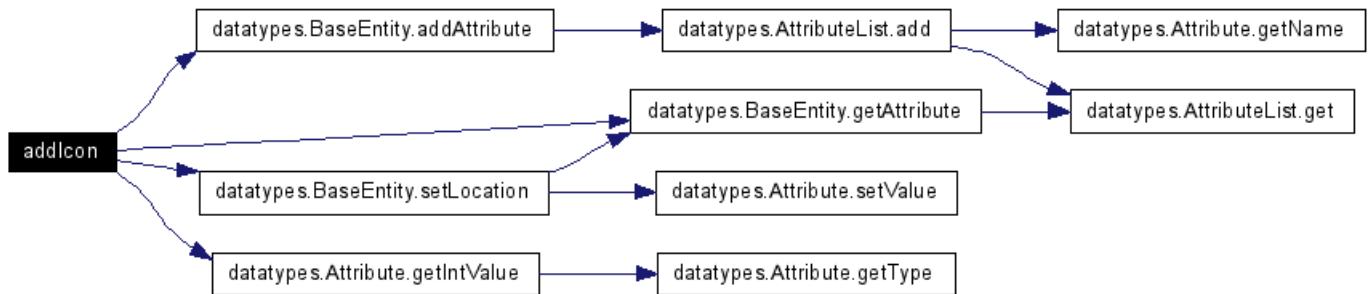 datatypes.BaseEntity.addAttribute
datatypes.AttributeList.add
datatypes.Attribute.getName
datatypes.BaseEntity.getAttribute
datatypes.AttributeList.get
addIcon
datatypes.BaseEntity.setLocation
datatypes.Attribute.setValue
datatypes.Attribute.getIntValue
datatypes.Attribute.getType